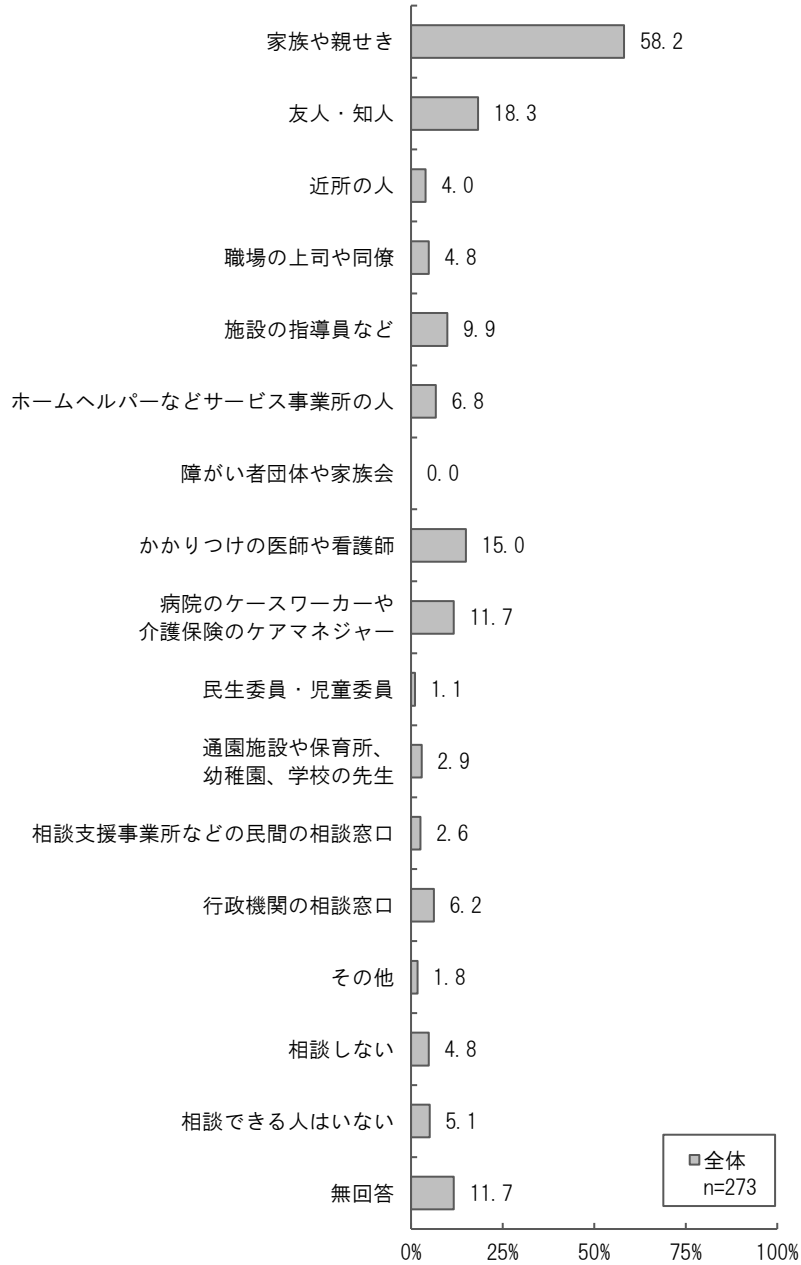 家族や親せき 58.2
友人・知人 18.3
近所の人 4.0
職場の上司や同僚 4.8
施設の指導員など 9.9
ホームヘルパーなどサービス事業所の人 6.8
障がい者団体や家族会 0.0
かかりつけの医師や看護師 15.0
病院のケースワーカーや
介護保険のケアマネジャー 11.7
民生委員・児童委員 1.1
通園施設や保育所、
幼稚園、学校の先生 2.9
相談支援事業所などの民間の相談窓口 2.6
行政機関の相談窓口 6.2
その他 1.8
相談しない 4.8
相談できる人はいない 5.1
無回答 11.7
全体
n=273
0% 25% 50% 75% 100%